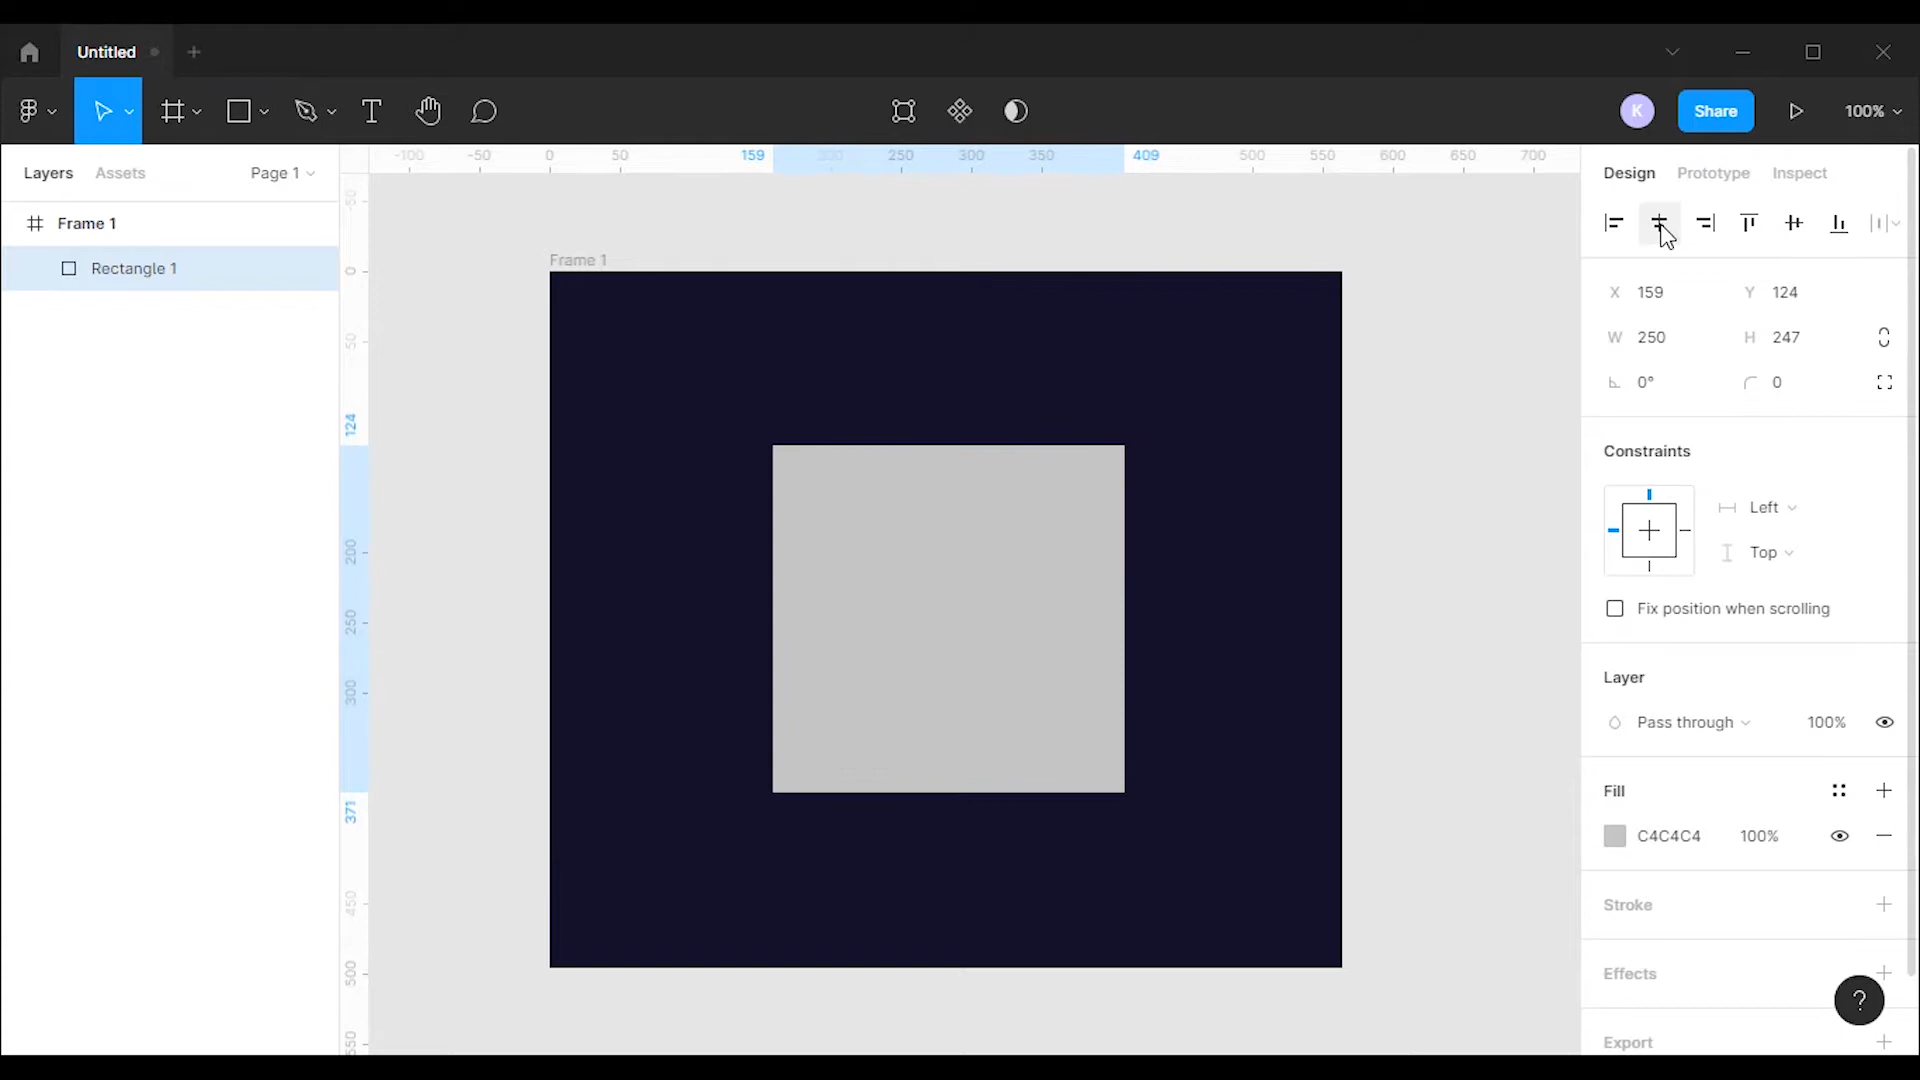 Untitled
K
Share
100%
-100 -50 0 50 159 250 300 350 409 500 550 600 650 700
Layers Assets Page 1
Design Prototype Inspect
Frame 1
Rectangle 1
Frame 1
-50
0
50
124
200
250
300
371
450
500
550
X 159 Y 124
W 250 H 247
0° 0
Constraints
Left
Top
Fix position when scrolling
Layer
Pass through 100%
Fill
C4C4C4 100%
Stroke
Effects
?
Export